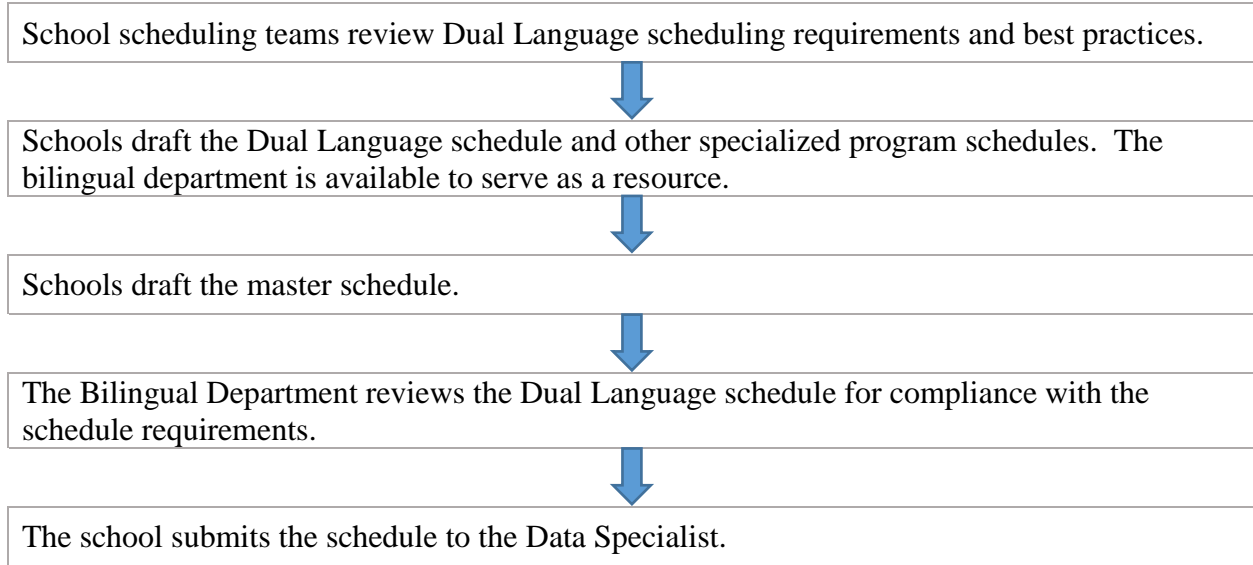 School scheduling teams review Dual Language scheduling requirements and best practices.
Schools draft the Dual Language schedule and other specialized program schedules.  The
bilingual department is available to serve as a resource.
Schools draft the master schedule.
The Bilingual Department reviews the Dual Language schedule for compliance with the
schedule requirements.
The school submits the schedule to the Data Specialist.